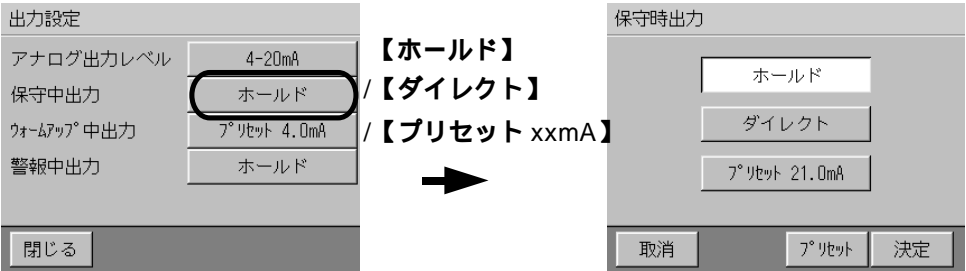 出力設定
アナログ出力レベル 4-20mA
保守中出力 ホールド
ｳｫｰﾑｱｯﾌﾟ中出力 ﾌﾟﾘｾｯﾄ 4.0mA
警報中出力 ホールド
閉じる
【ホールド】
/【ダイレクト】
/【プリセット xxmA】
保守時出力
ホールド
ダイレクト
ﾌﾟﾘｾｯﾄ 21.0mA
取消 ﾌﾟﾘｾｯﾄ 決定